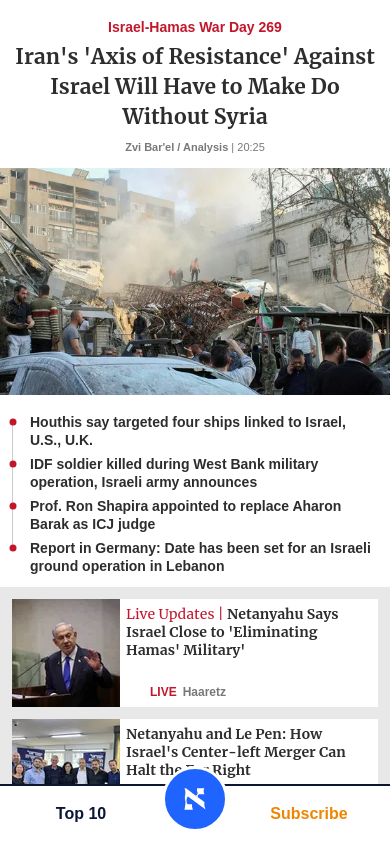 Israel-Hamas War Day 269
Iran's 'Axis of Resistance' Against
Israel Will Have to Make Do
Without Syria
Zvi Bar'el / Analysis | 20:25
Houthis say targeted four ships linked to Israel,
U.S., U.K.
IDF soldier killed during West Bank military
operation, Israeli army announces
Prof. Ron Shapira appointed to replace Aharon
Barak as ICJ judge
Report in Germany: Date has been set for an Israeli
ground operation in Lebanon
Live Updates | Netanyahu Says
Israel Close to 'Eliminating
Hamas' Military'
LIVE Haaretz
Netanyahu and Le Pen: How
Israel's Center-left Merger Can
Halt the Far Right
Top 10
Subscribe